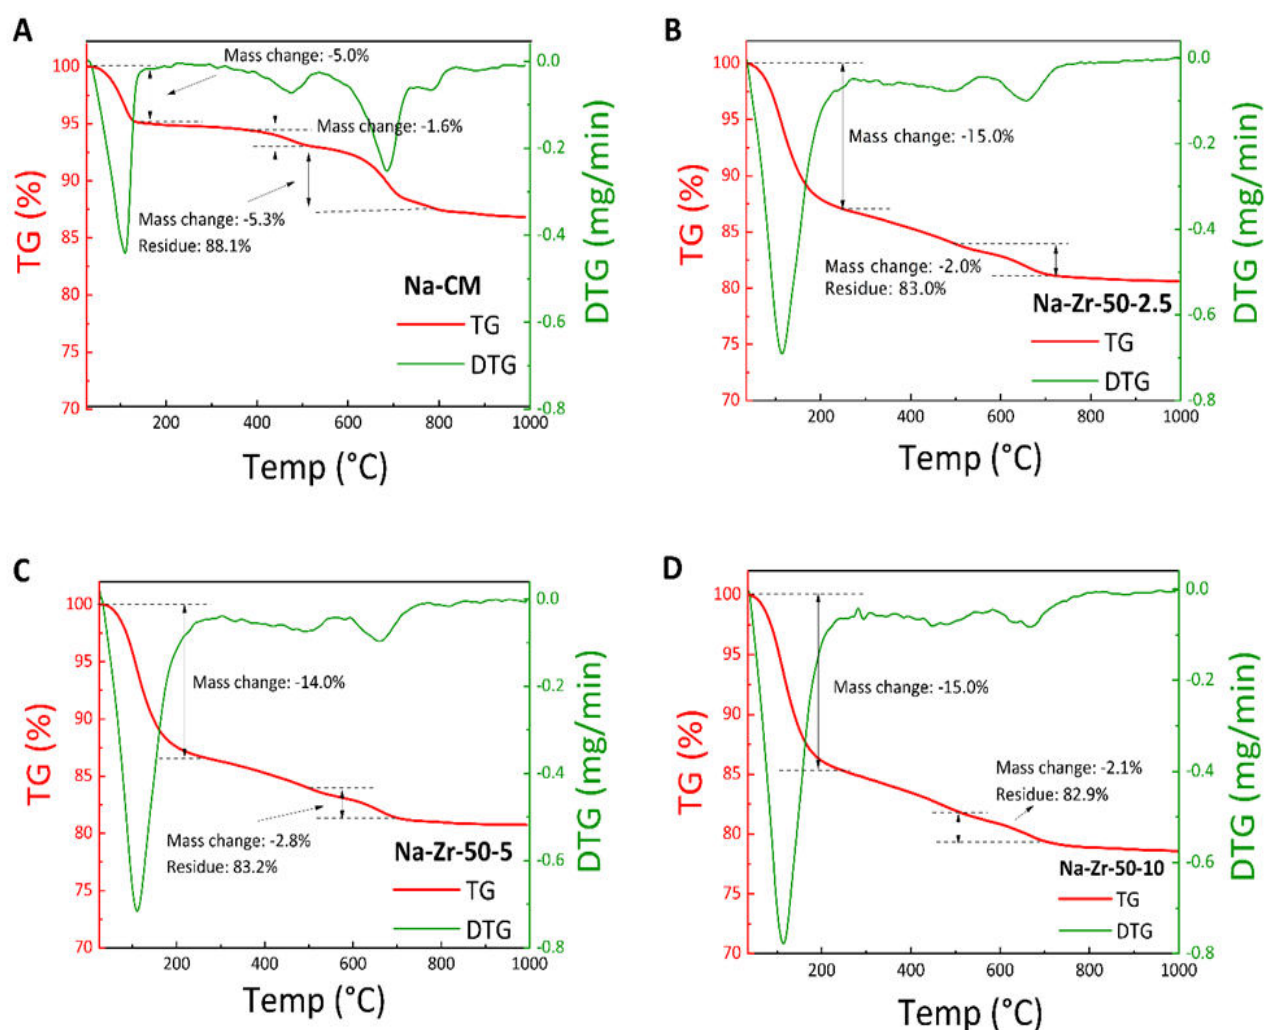 A
Mass change: -5.0%
Mass change: -1.6%
Mass change: -5.3%
Residue: 88.1%
Na-CM
TG
DTG
100
95
90
85
80
75
70
TG (%)
0.0
-0.2
-0.4
-0.6
-0.8
DTG (mg/min)
200 400 600 800 1000
Temp (°C)
B
Mass change: -15.0%
Mass change: -2.0%
Residue: 83.0%
Na-Zr-50-2.5
TG
DTG
100
95
90
85
80
75
70
TG (%)
0.0
-0.2
-0.4
-0.6
-0.8
DTG (mg/min)
200 400 600 800 1000
Temp (°C)
C
Mass change: -14.0%
Mass change: -2.8%
Residue: 83.2%
Na-Zr-50-5
TG
DTG
100
95
90
85
80
75
70
TG (%)
0.0
-0.2
-0.4
-0.6
-0.8
DTG (mg/min)
200 400 600 800 1000
Temp (°C)
D
Mass change: -15.0%
Mass change: -2.1%
Residue: 82.9%
Na-Zr-50-10
TG
DTG
100
95
90
85
80
75
70
TG (%)
0.0
-0.2
-0.4
-0.6
-0.8
DTG (mg/min)
200 400 600 800 1000
Temp (°C)